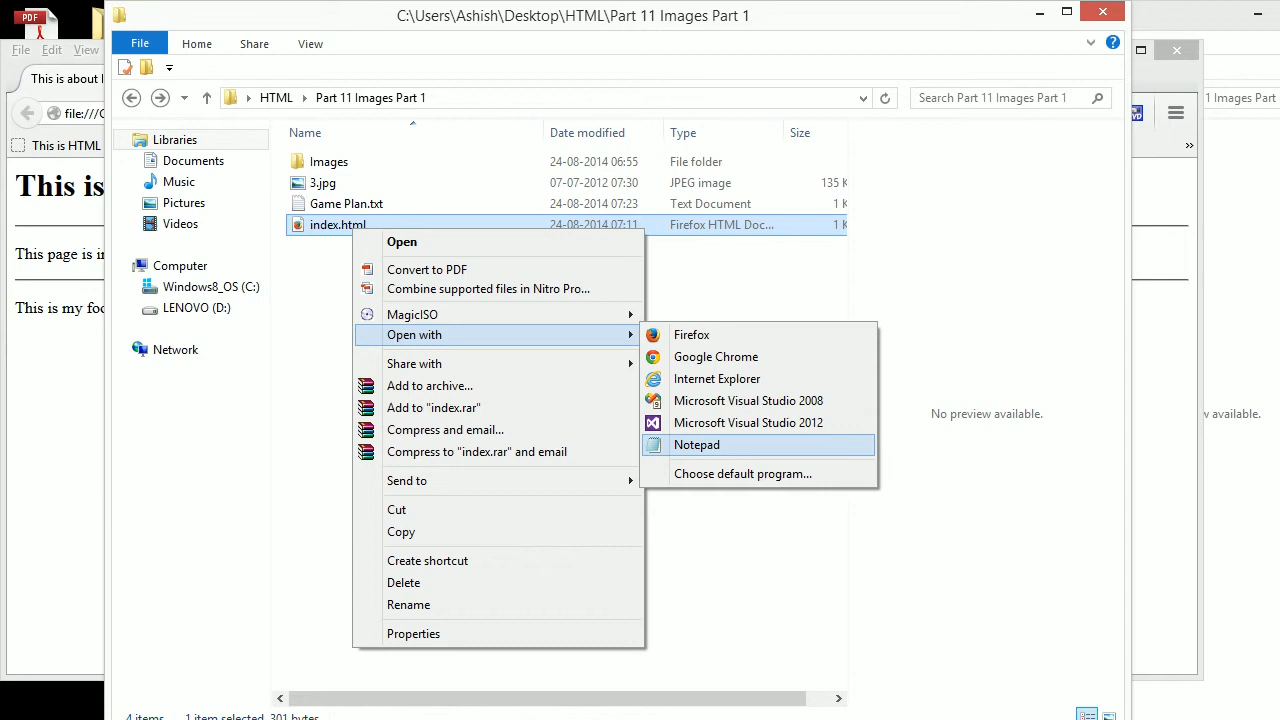 PDF
C:\Users\Ashish\Desktop\HTML\Part 11 Images Part 1
File Home Share View
File Edit View
This is about
HTML Part 11 Images Part 1
Search Part 11 Images Part 1
1 Images Part
file:///C
This is HTML
Name Date modified Type Size
Libraries
Documents
Music
Pictures
Videos
Computer
Windows8_OS (C:)
LENOVO (D:)
Network
Images 24-08-2014 06:55 File folder
3.jpg 07-07-2012 07:30 JPEG image 135 K
Game Plan.txt 24-08-2014 07:23 Text Document 1 K
index.html 24-08-2014 07:11 Firefox HTML Doc... 1 K
This is
This page is in
This is my foo
Open
Convert to PDF
Combine supported files in Nitro Pro...
MagicISO
Open with
Share with
Add to archive...
Add to "index.rar"
Compress and email...
Compress to "index.rar" and email
Send to
Cut
Copy
Create shortcut
Delete
Rename
Properties
Firefox
Google Chrome
Internet Explorer
Microsoft Visual Studio 2008
Microsoft Visual Studio 2012
Notepad
Choose default program...
No preview available.
w available.
4 items 1 item selected, 301 bytes